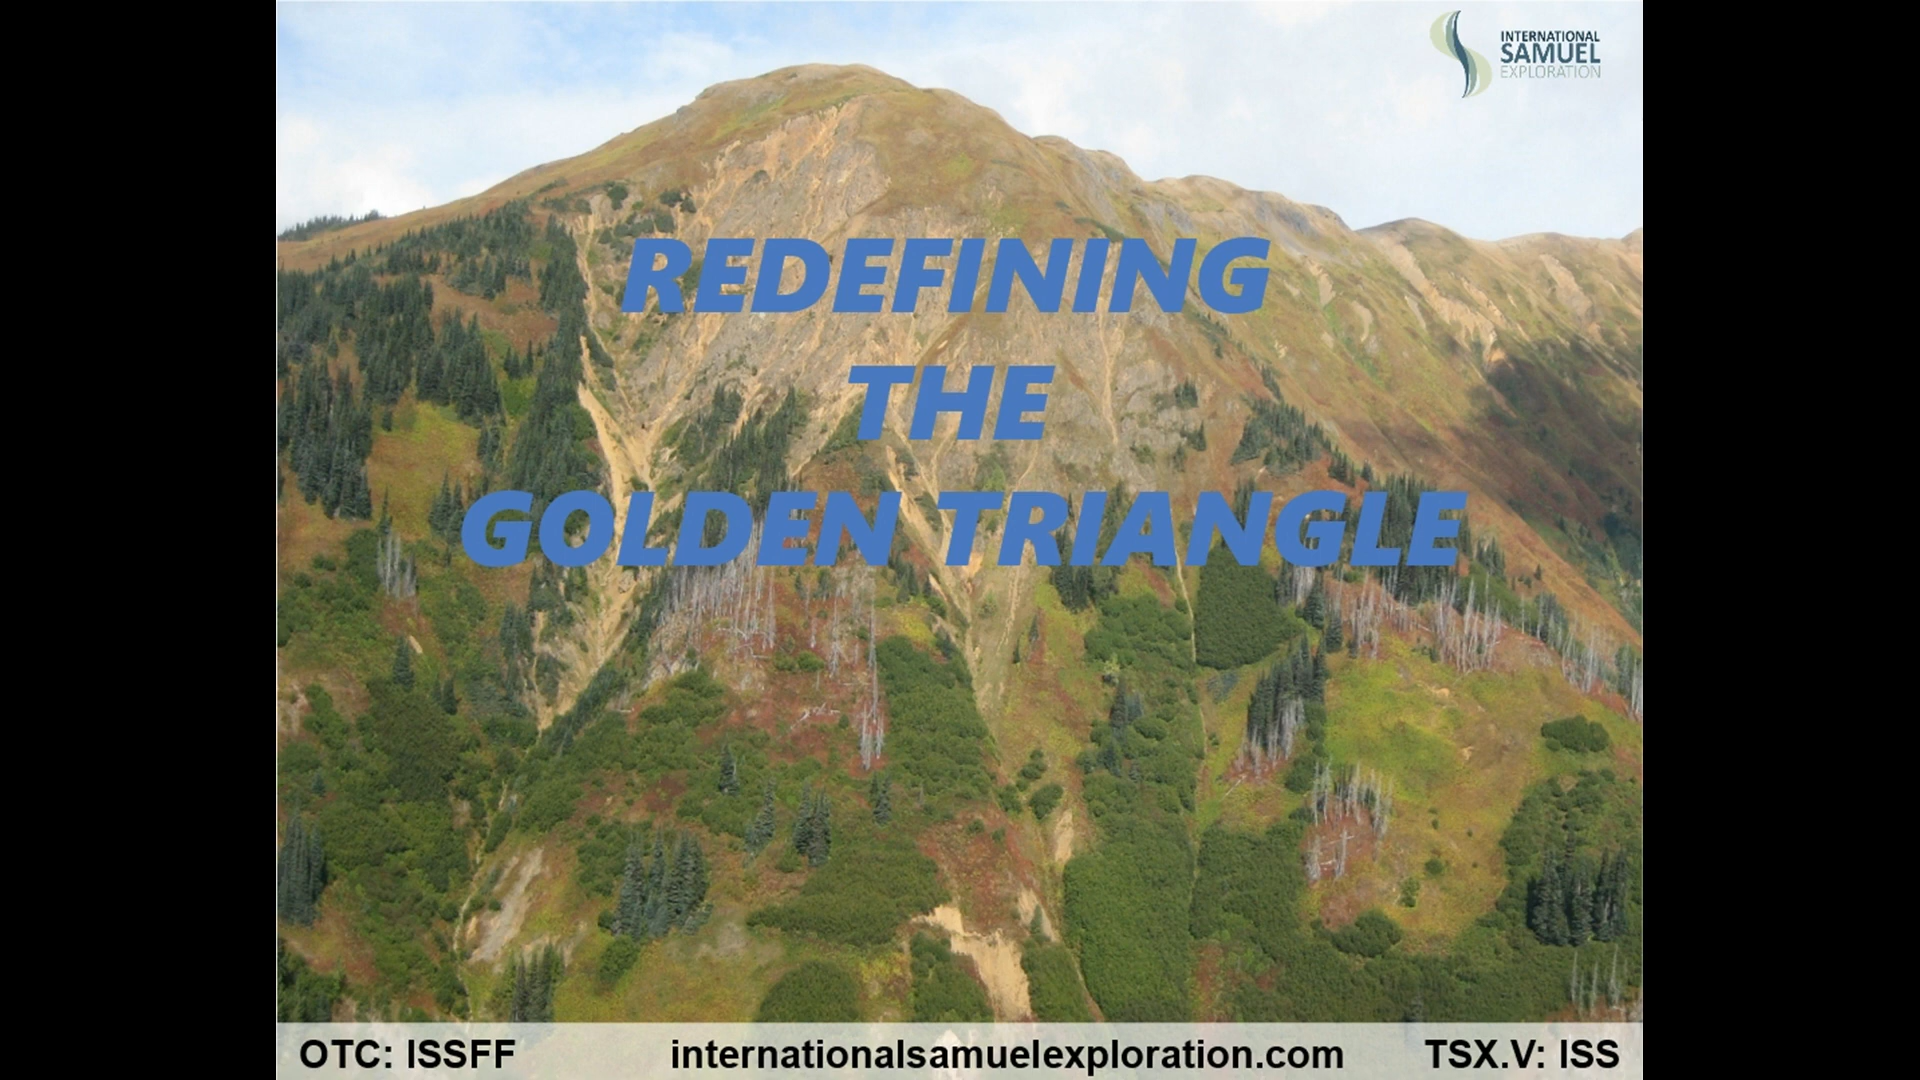 INTERNATIONAL
SAMUEL
EXPLORATION
REDEFINING
THE
GOLDEN TRIANGLE
OTC: ISSFF
internationalsamuelexploration.com
TSX.V: ISS